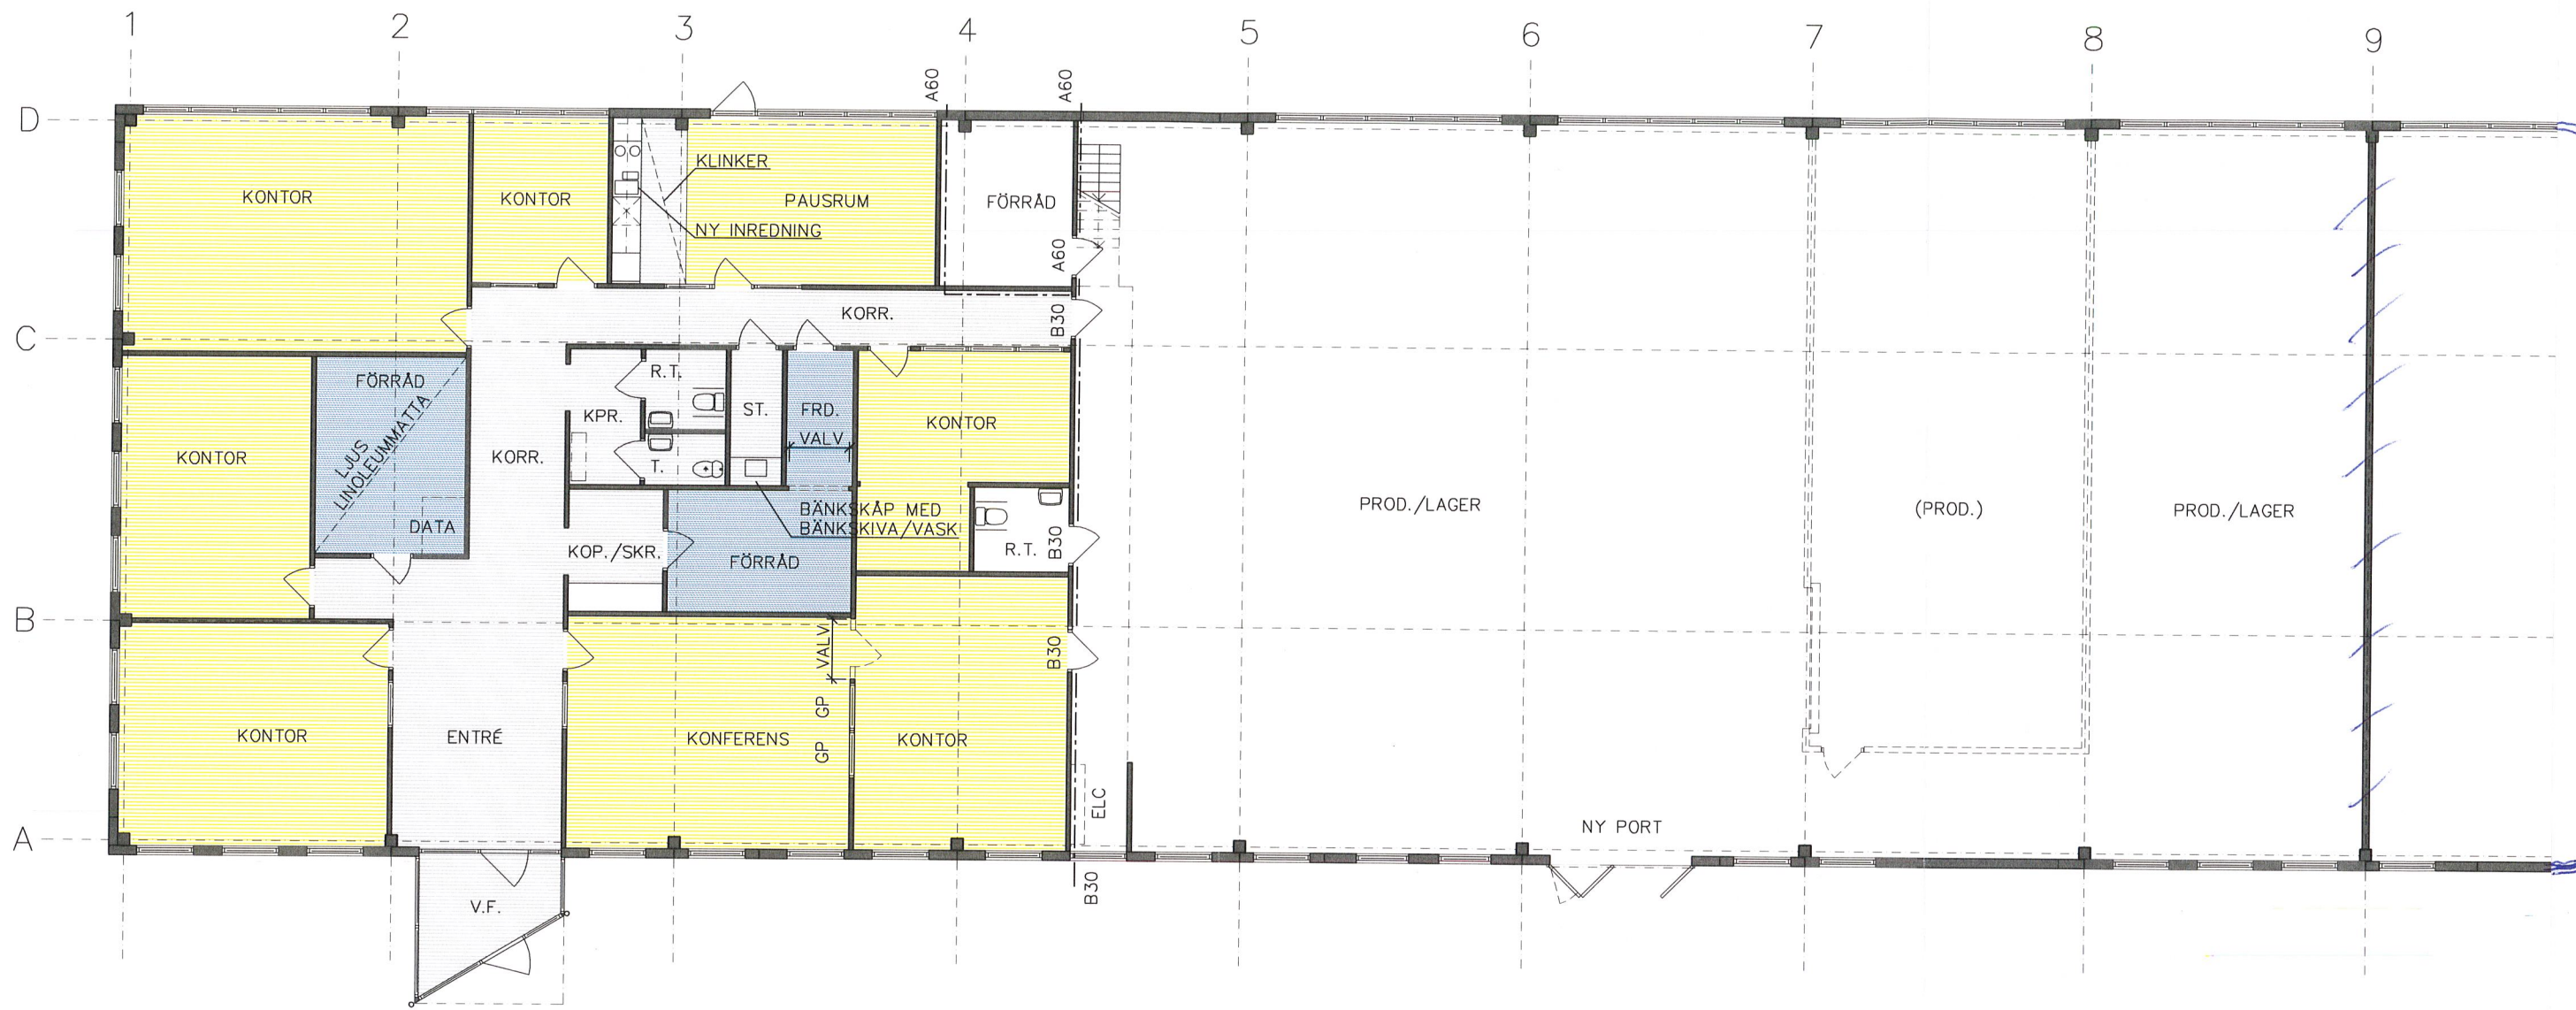 1 2 3 4 5 6 7 8 9
A60 A60
D
KLINKER
KONTOR
KONTOR
PAUSRUM
FÖRRÅD
NY INREDNING
A60
KORR.
B30
C
FÖRRÅD
R.T.
LJUS
LINOLEUMMATTA
KPR.
ST.
FRD.
KONTOR
VALV
KONTOR
KORR.
T.
DATA
BÄNKSKÅP MED
BÄNKSKIVA/VASK
KOP./SKR.
FÖRRÅD
R.T.
B30
PROD./LAGER
(PROD.)
PROD./LAGER
B
VALV
B30
GP
GP
KONTOR
ENTRÉ
KONFERENS
KONTOR
ELC
NY PORT
A
B30
V.F.